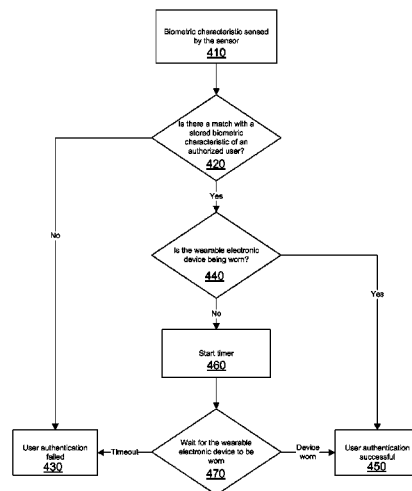 Biometric characteristic sensed
by the sensor
410
Is there a match with a
stored biometric
characteristic of an
authorized user?
420
Yes
No
Is the wearable electronic
device being worn?
440
Yes
No
Start timer
460
User authentication
failed
430
Timeout
Wait for the wearable
electronic device to be
worn
470
Device
worn
User authentication
successful
450